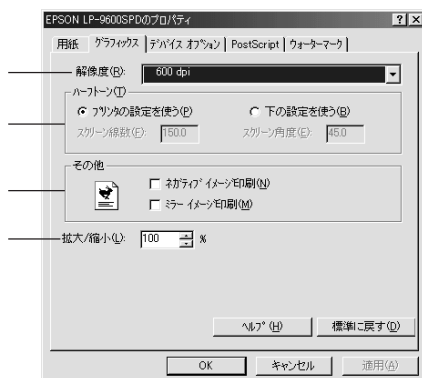 EPSON LP-9600SPDのプロパティ
用紙 グラフィックス デバイス オプション PostScript ウォーターマーク
解像度(R): 600 dpi
ハーフトーン(T)
プリンタの設定を使う(P) 下の設定を使う(B)
スクリーン線数(F): 150.0 スクリーン角度(E): 45.0
その他
ネガティブ イメージを印刷(N)
ミラー イメージを印刷(M)
拡大/縮小(L): 100 %
ヘルプ(H) 標準に戻す(D)
OK キャンセル 適用(A)